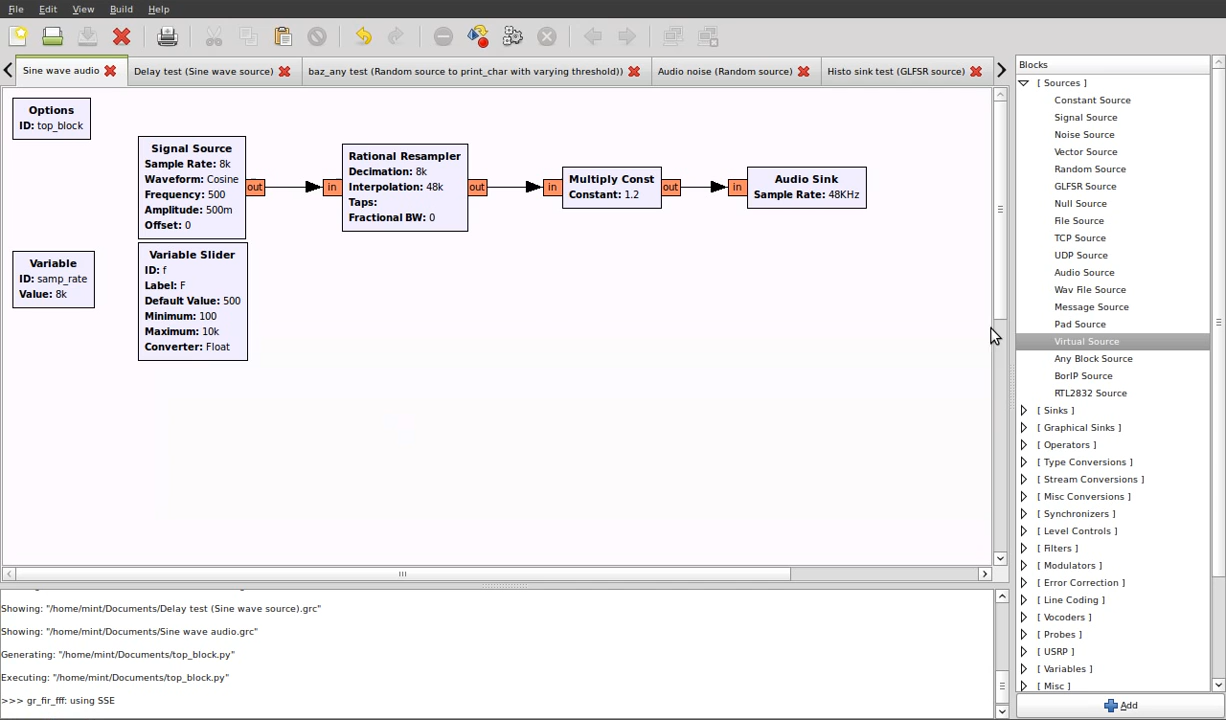 File Edit View Build Help
Sine wave audio
Delay test (Sine wave source)
baz_any test (Random source to print_char with varying threshold))
Audio noise (Random source)
Histo sink test (GLFSR source)
Options
ID: top_block
Signal Source
Sample Rate: 8k
Waveform: Cosine
Frequency: 500
Amplitude: 500m
Offset: 0
out
in
Rational Resampler
Decimation: 8k
Interpolation: 48k
Taps:
Fractional BW: 0
out
in
Multiply Const
Constant: 1.2
out
in
Audio Sink
Sample Rate: 48KHz
Variable
ID: samp_rate
Value: 8k
Variable Slider
ID: f
Label: F
Default Value: 500
Minimum: 100
Maximum: 10k
Converter: Float
Showing: "/home/mint/Documents/Delay test (Sine wave source).grc"
Showing: "/home/mint/Documents/Sine wave audio.grc"
Generating: "/home/mint/Documents/top_block.py"
Executing: "/home/mint/Documents/top_block.py"
>>> gr_fir_fff: using SSE
Blocks
[ Sources ]
Constant Source
Signal Source
Noise Source
Vector Source
Random Source
GLFSR Source
Null Source
File Source
TCP Source
UDP Source
Audio Source
Wav File Source
Message Source
Pad Source
Virtual Source
Any Block Source
BorIP Source
RTL2832 Source
[ Sinks ]
[ Graphical Sinks ]
[ Operators ]
[ Type Conversions ]
[ Stream Conversions ]
[ Misc Conversions ]
[ Synchronizers ]
[ Level Controls ]
[ Filters ]
[ Modulators ]
[ Error Correction ]
[ Line Coding ]
[ Vocoders ]
[ Probes ]
[ USRP ]
[ Variables ]
[ Misc ]
Add